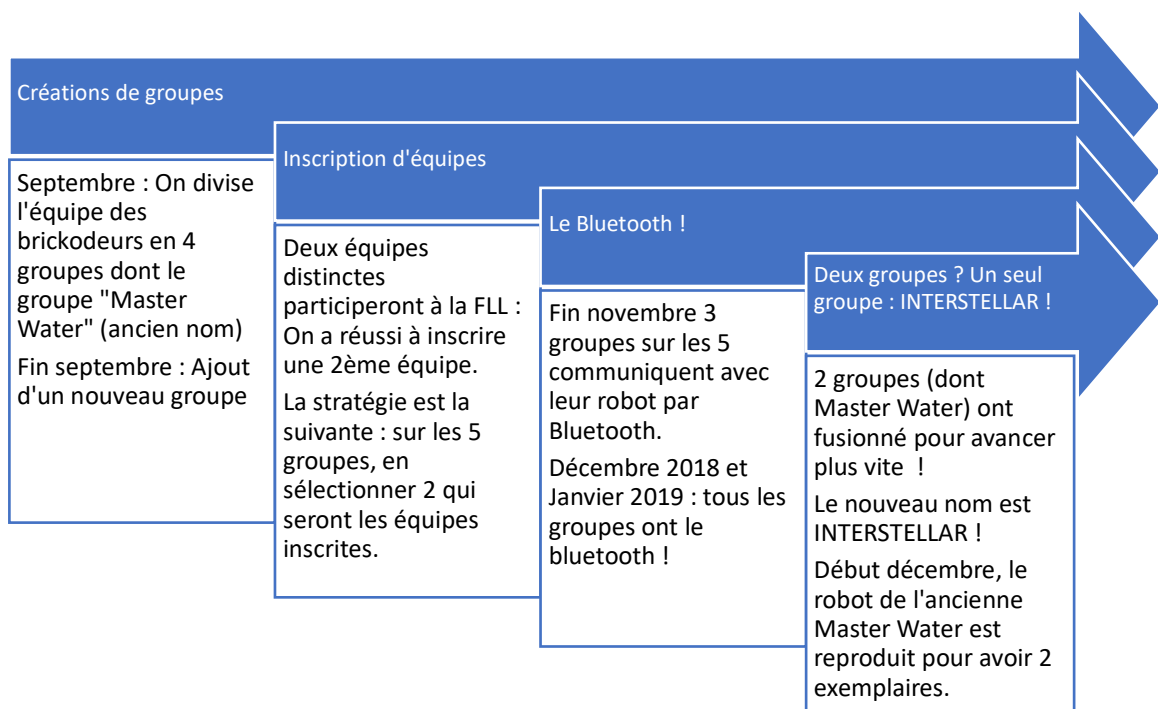 Créations de groupes
Septembre : On divise
l'équipe des
brickodeurs en 4
groupes dont le
groupe "Master
Water" (ancien nom)
Fin septembre : Ajout
d'un nouveau groupe
Inscription d'équipes
Deux équipes
distinctes
participeront à la FLL :
On a réussi à inscrire
une 2ème équipe.
La stratégie est la
suivante : sur les 5
groupes, en
sélectionner 2 qui
seront les équipes
inscrites.
Le Bluetooth !
Fin novembre 3
groupes sur les 5
communiquent avec
leur robot par
Bluetooth.
Décembre 2018 et
Janvier 2019 : tous les
groupes ont le
bluetooth !
Deux groupes ? Un seul
groupe : INTERSTELLAR !
2 groupes (dont
Master Water) ont
fusionné pour avancer
plus vite  !
Le nouveau nom est
INTERSTELLAR !
Début décembre, le
robot de l'ancienne
Master Water est
reproduit pour avoir 2
exemplaires.